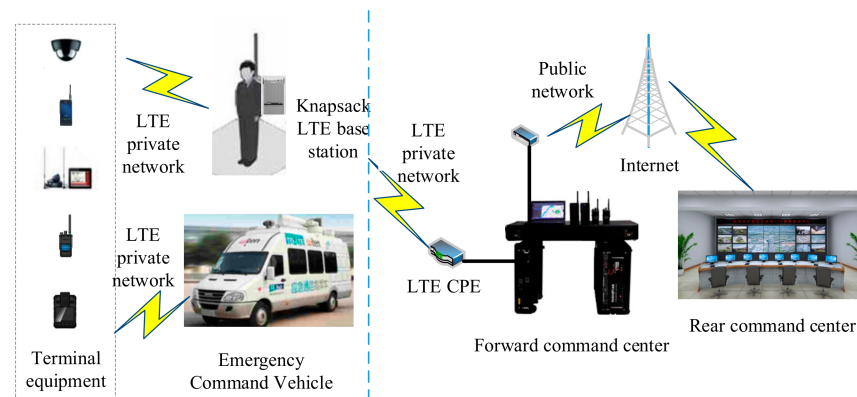 LTE
private
network
Knapsack
LTE base
station
LTE
private
network
Terminal
equipment
Emergency
Command Vehicle
LTE
private
network
LTE CPE
Public
network
Internet
Forward command center
Rear command center